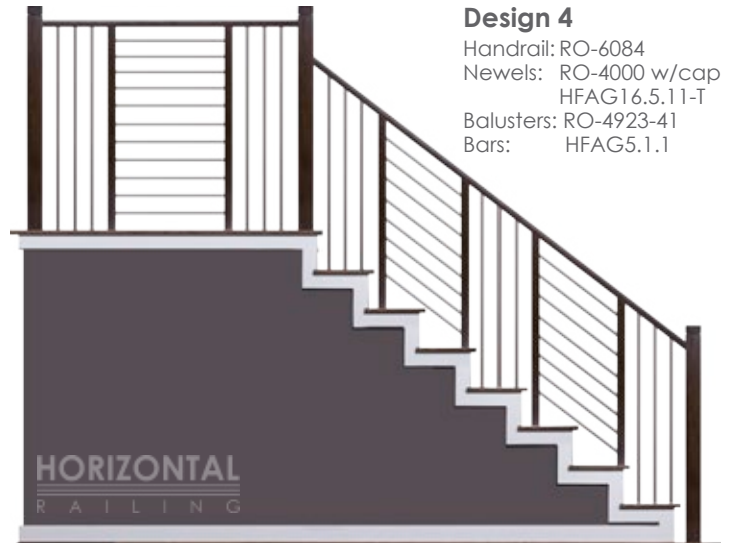 Design 4
Handrail: RO-6084
Newels: RO-4000 w/cap
HFAG16.5.11-T
Balusters: RO-4923-41
Bars: HFAG5.1.1
HORIZONTAL
RAILING